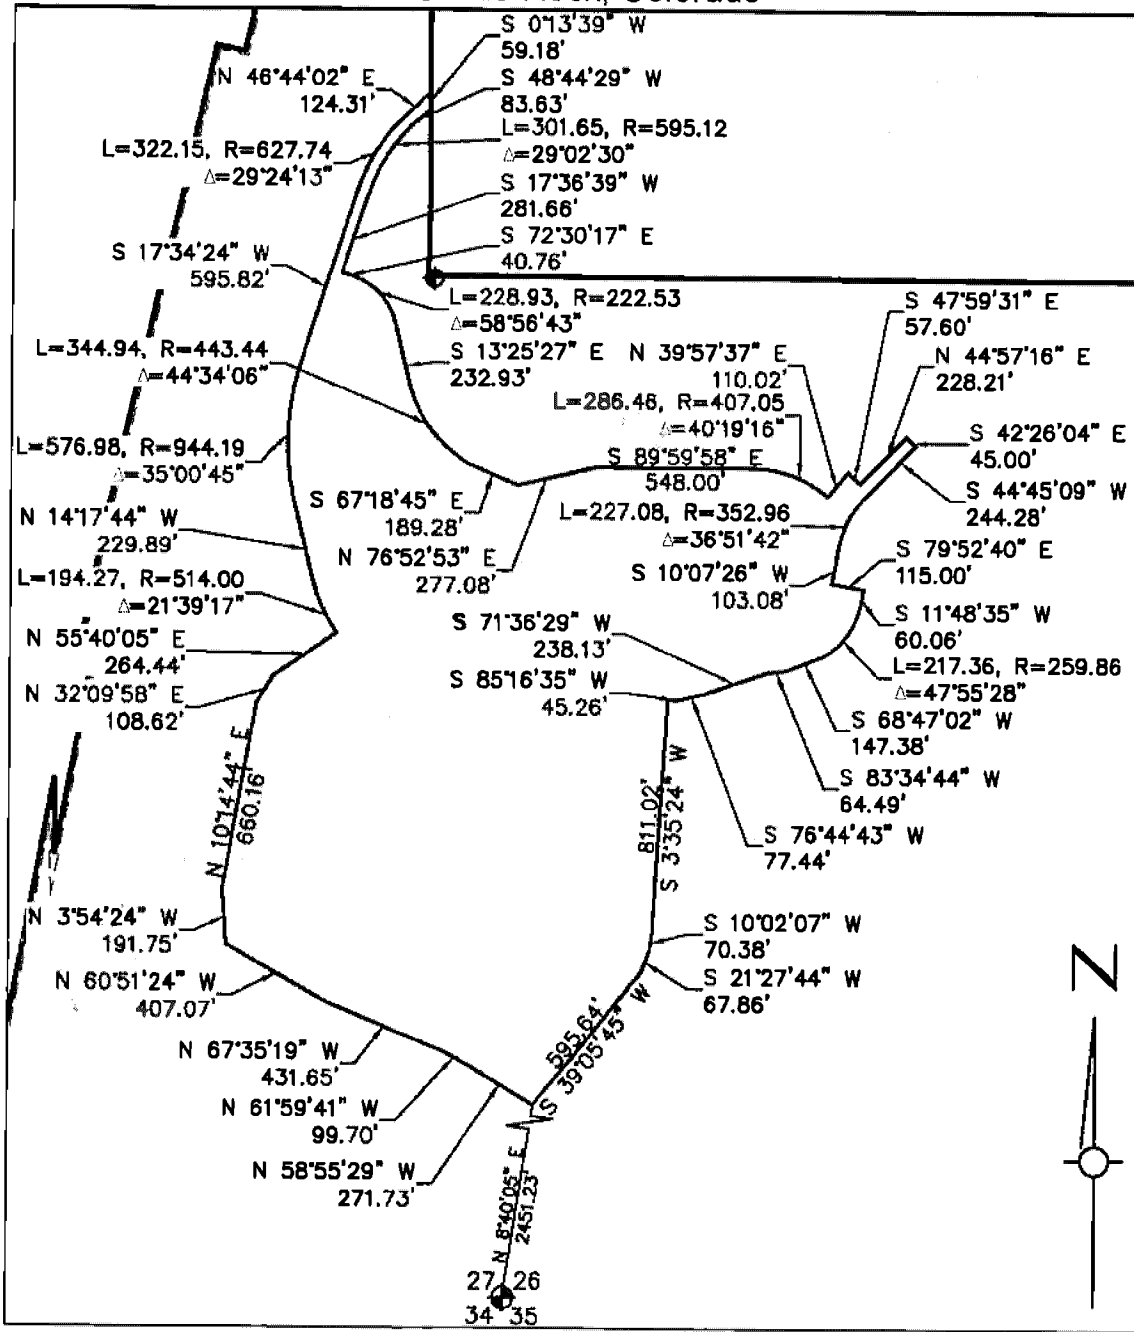 S 0°13'39" W
59.18'
N 46°44'02" E
124.31'
S 48°44'29" W
83.63'
L=301.65, R=595.12
△=29°02'30"
L=322.15, R=627.74
△=29°24'13"
S 17°36'39" W
281.66'
S 72°30'17" E
40.76'
S 17°34'24" W
595.82'
L=228.93, R=222.53
△=58°56'43"
S 47°59'31" E
57.60'
S 13°25'27" E
232.93'
N 39°57'37" E
110.02'
N 44°57'16" E
228.21'
L=344.94, R=443.44
△=44°34'06"
L=286.46, R=407.05
△=40°19'16"
S 89°59'58" E
548.00'
S 42°26'04" E
45.00'
L=576.98, R=944.19
△=35°00'45"
S 67°18'45" E
189.28'
S 44°45'09" W
244.28'
L=227.08, R=352.96
△=36°51'42"
N 14°17'44" W
229.89'
N 76°52'53" E
277.08'
S 79°52'40" E
115.00'
S 10°07'26" W
103.08'
L=194.27, R=514.00
△=21°39'17"
S 11°48'35" W
60.06'
S 71°36'29" W
238.13'
N 55°40'05" E
264.44'
L=217.36, R=259.86
△=47°55'28"
S 85°16'35" W
45.26'
N 32°09'58" E
108.62'
S 68°47'02" W
147.38'
S 83°34'44" W
64.49'
N 10°14'44" E
660.16'
811.02'
S 3°35'24" W
S 76°44'43" W
77.44'
N 3°54'24" W
191.75'
S 10°02'07" W
70.38'
N 60°51'24" W
407.07'
S 21°27'44" W
67.86'
N
595.64'
S 39°05'45" W
N 67°35'19" W
431.65'
N 61°59'41" W
99.70'
N 58°55'29" W
271.73'
N 8°40'05" E
2451.23'
27 26
34 35